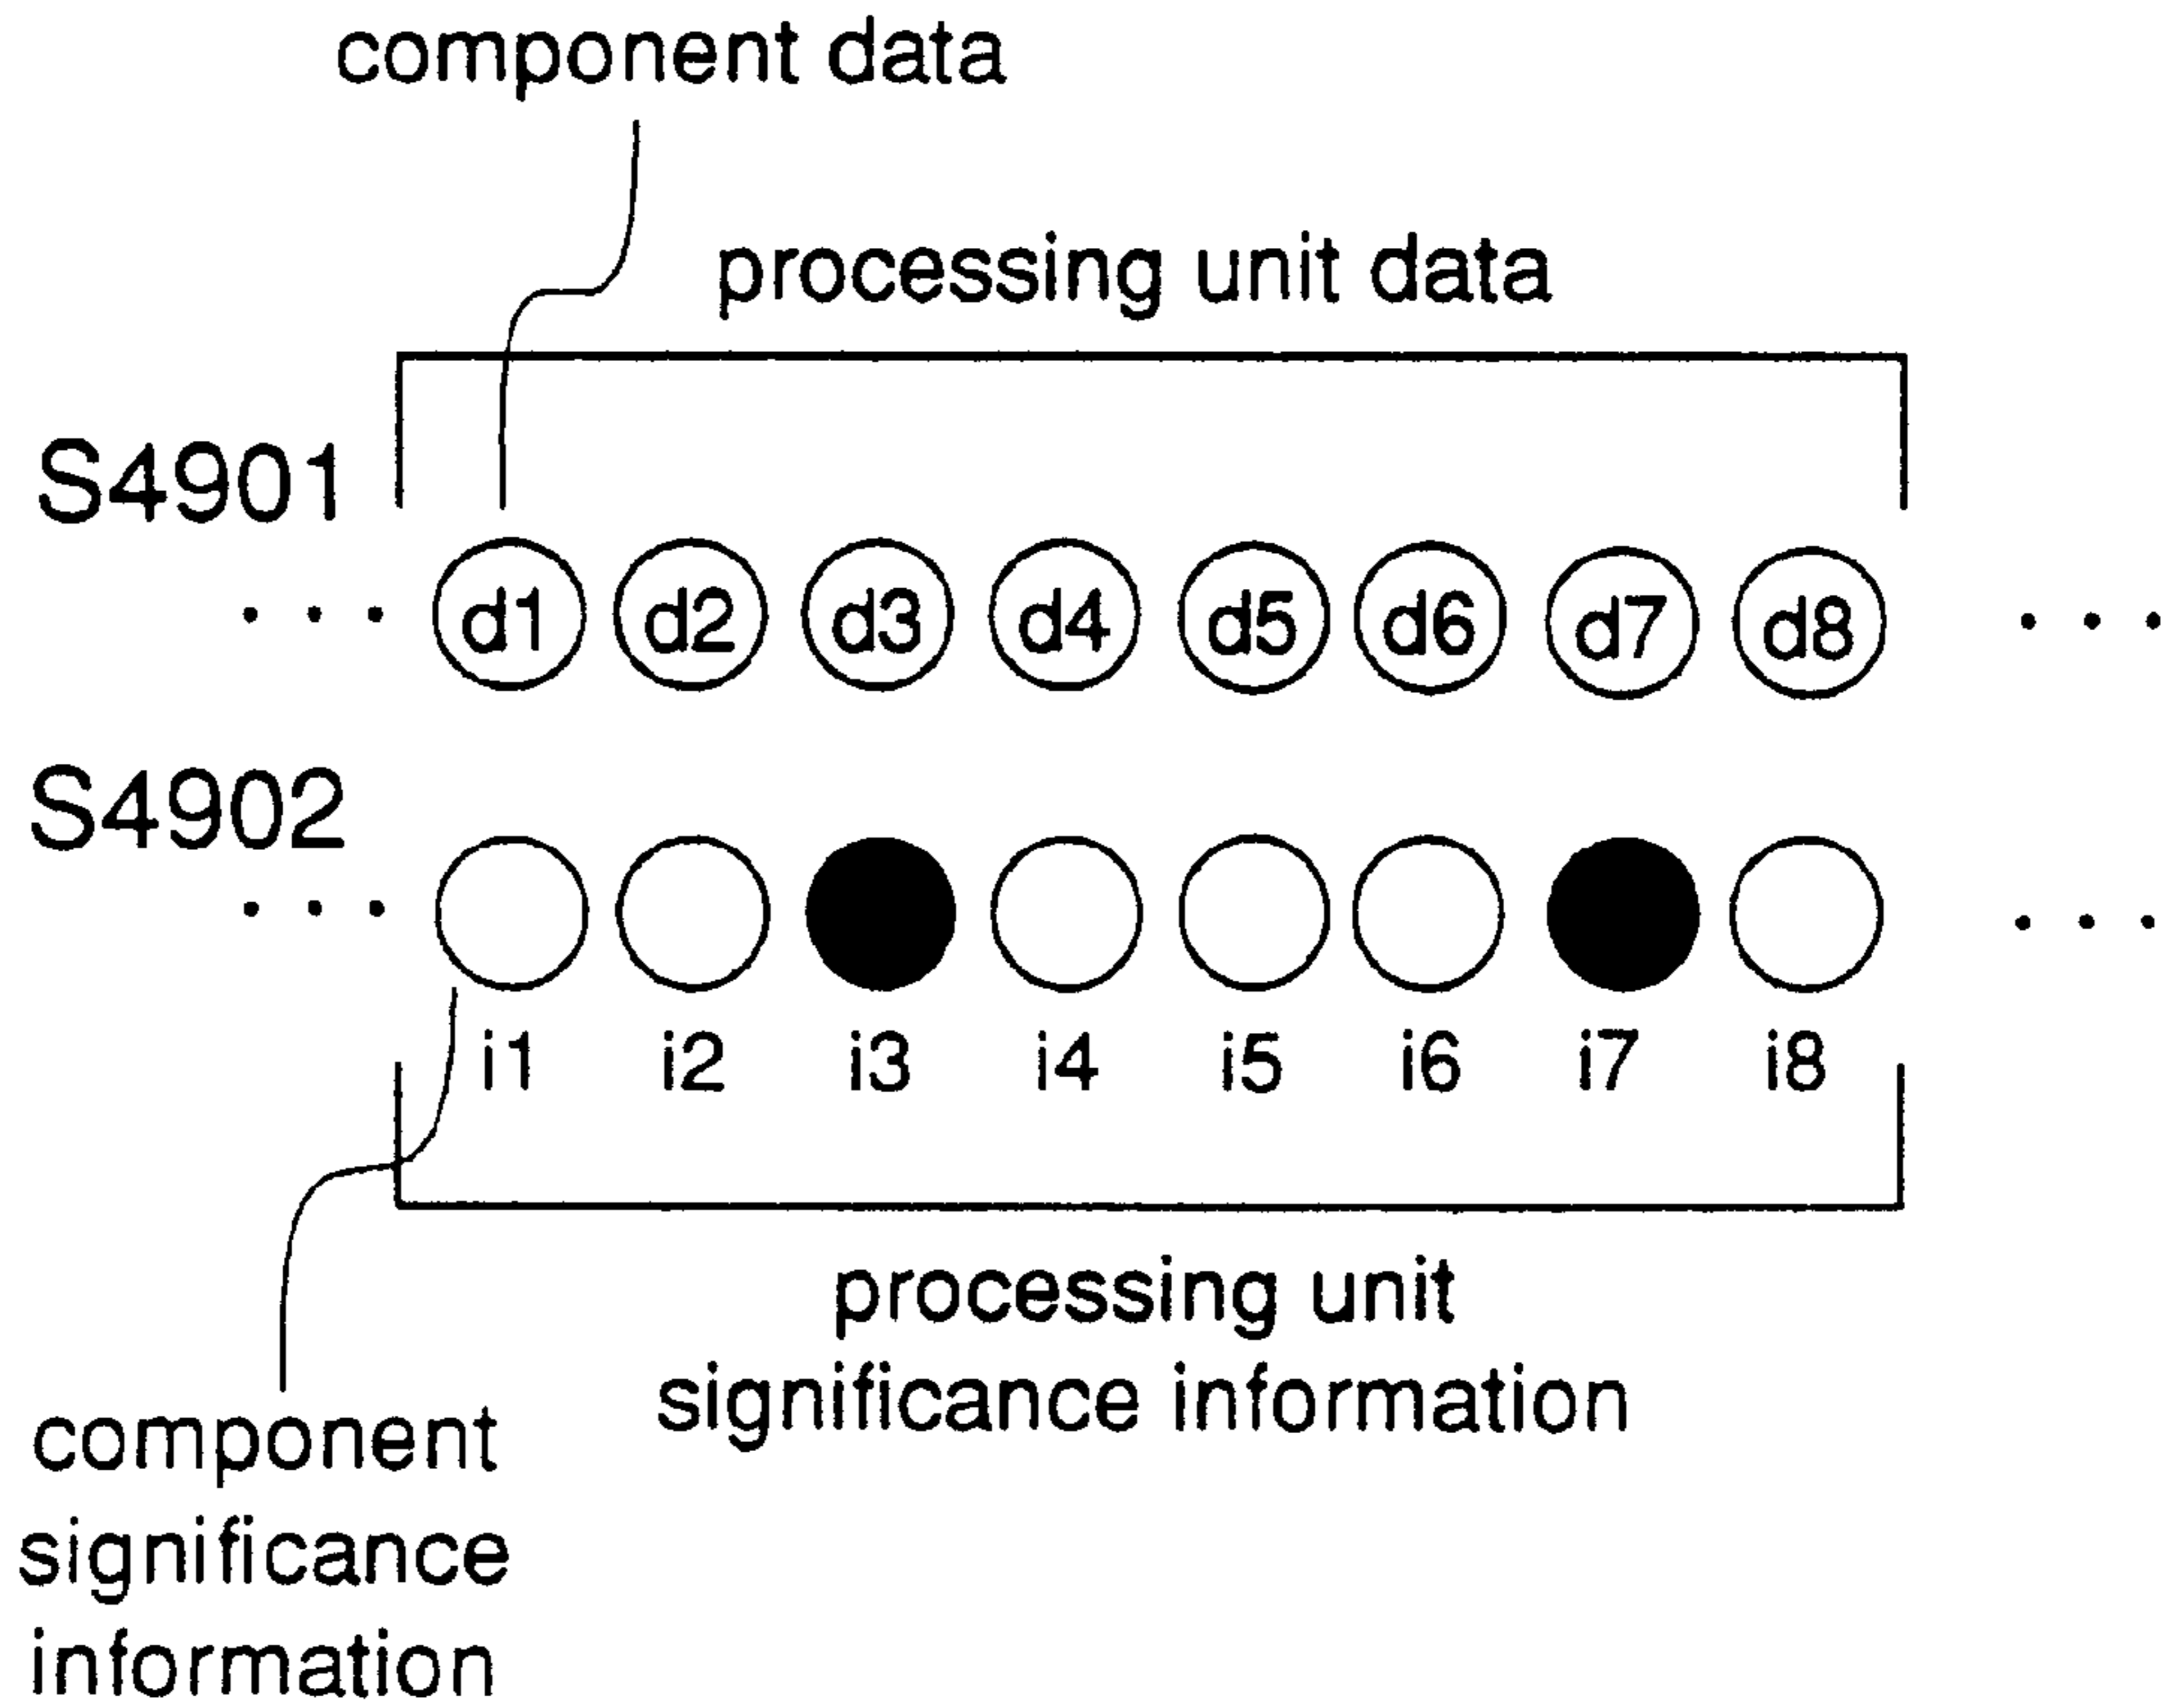 component data
processing unit data
S4901
. . . d1 d2 d3 d4 d5 d6 d7 d8 . . .
S4902
. . . . . .
i1 i2 i3 i4 i5 i6 i7 i8
processing unit
significance information
component
significance
information